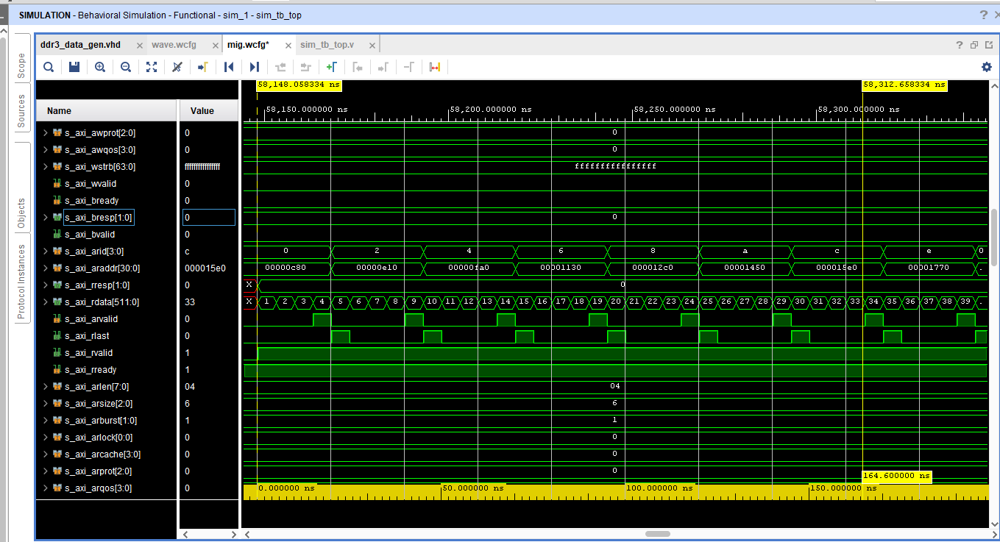 SIMULATION - Behavioral Simulation - Functional - sim_1 - sim_tb_top
ddr3_data_gen.vhd wave.wcfg mig.wcfg* sim_tb_top.v
Scope
Sources
Objects
Protocol Instances
58,148.058334 ns 58,312.658334 ns
Name Value 58,150.000000 ns 58,200.000000 ns 58,250.000000 ns 58,300.000000 ns
s_axi_awprot[2:0] 0 0
s_axi_awqos[3:0] 0 0
s_axi_wstrb[63:0] ffffffffffffffff ffffffffffffffff
s_axi_wvalid 0
s_axi_bready 0
s_axi_bresp[1:0] 0 0
s_axi_bvalid 0
s_axi_arid[3:0] c 0 2 4 6 8 a c e 0
s_axi_araddr[30:0] 000015e0 00000c80 00000e10 00000fa0 00001130 000012c0 00001450 000015e0 00001770 .
s_axi_rresp[1:0] 0 X 0
s_axi_rdata[511:0] 33 X 1 2 3 4 5 6 7 8 9 10 11 12 13 14 15 16 17 18 19 20 21 22 23 24 25 26 27 28 29 30 31 32 33 34 35 36 37 38 39 .
s_axi_arvalid 0
s_axi_rlast 0
s_axi_rvalid 1
s_axi_rready 1
s_axi_arlen[7:0] 04 04
s_axi_arsize[2:0] 6 6
s_axi_arburst[1:0] 1 1
s_axi_arlock[0:0] 0 0
s_axi_arcache[3:0] 0 0
s_axi_arprot[2:0] 0 0
164.600000 ns
s_axi_arqos[3:0] 0 0.000000 ns 50.000000 ns 100.000000 ns 150.000000 ns